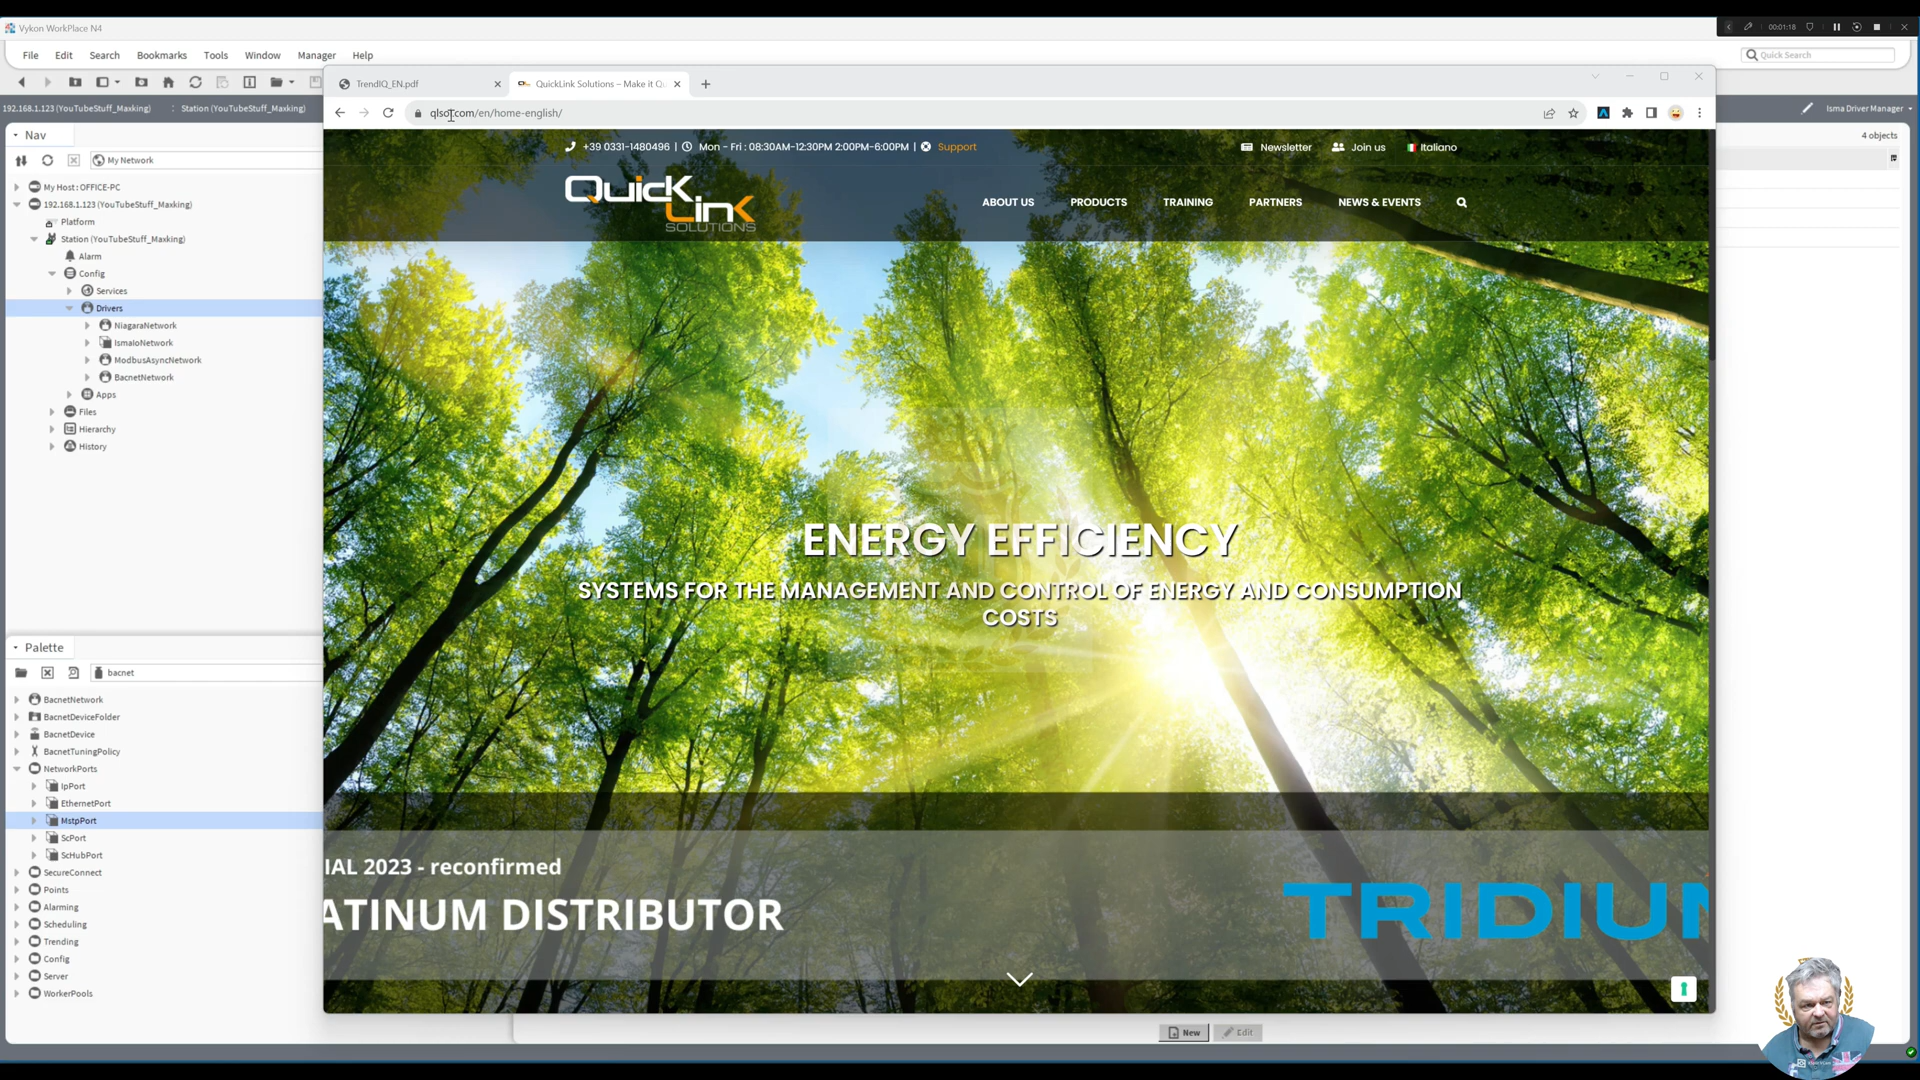 Vykon WorkPlace N4
00:01:18
File Edit Search Bookmarks Tools Window Manager Help
Quick Search
192.168.1.123 (YouTubeStuff_Maxking) : Station (YouTubeStuff_Maxking)
Isma Driver Manager
4 objects
Nav
My Network
My Host : OFFICE-PC
192.168.1.123 (YouTubeStuff_Maxking)
Platform
Station (YouTubeStuff_Maxking)
Alarm
Config
Services
Drivers
NiagaraNetwork
IsmaIoNetwork
ModbusAsyncNetwork
BacnetNetwork
Apps
Files
Hierarchy
History
Palette
bacnet
BacnetNetwork
BacnetDeviceFolder
BacnetDevice
BacnetTuningPolicy
NetworkPorts
IpPort
EthernetPort
MstpPort
ScPort
ScHubPort
SecureConnect
Points
Alarming
Scheduling
Trending
Config
Server
WorkerPools
TrendIQ_EN.pdf
QuickLink Solutions – Make it Qu
qlsol.com/en/home-english/
+39 0331-1480496 | Mon - Fri : 08:30AM-12:30PM 2:00PM-6:00PM | Support
Newsletter Join us Italiano
QuickLink
SOLUTIONS
ABOUT US PRODUCTS TRAINING PARTNERS NEWS & EVENTS
ENERGY EFFICIENCY
SYSTEMS FOR THE MANAGEMENT AND CONTROL OF ENERGY AND CONSUMPTION
COSTS
IAL 2023 - reconfirmed
ATINUM DISTRIBUTOR
TRIDIUM
New Edit